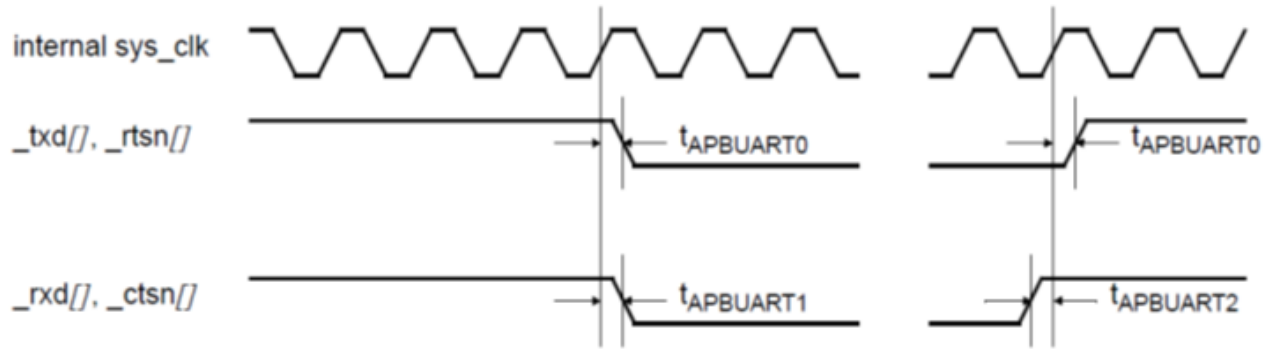 internal sys_clk
_txd[], _rtsn[] tAPBUART0 tAPBUART0
_rxd[], _ctsn[] tAPBUART1 tAPBUART2